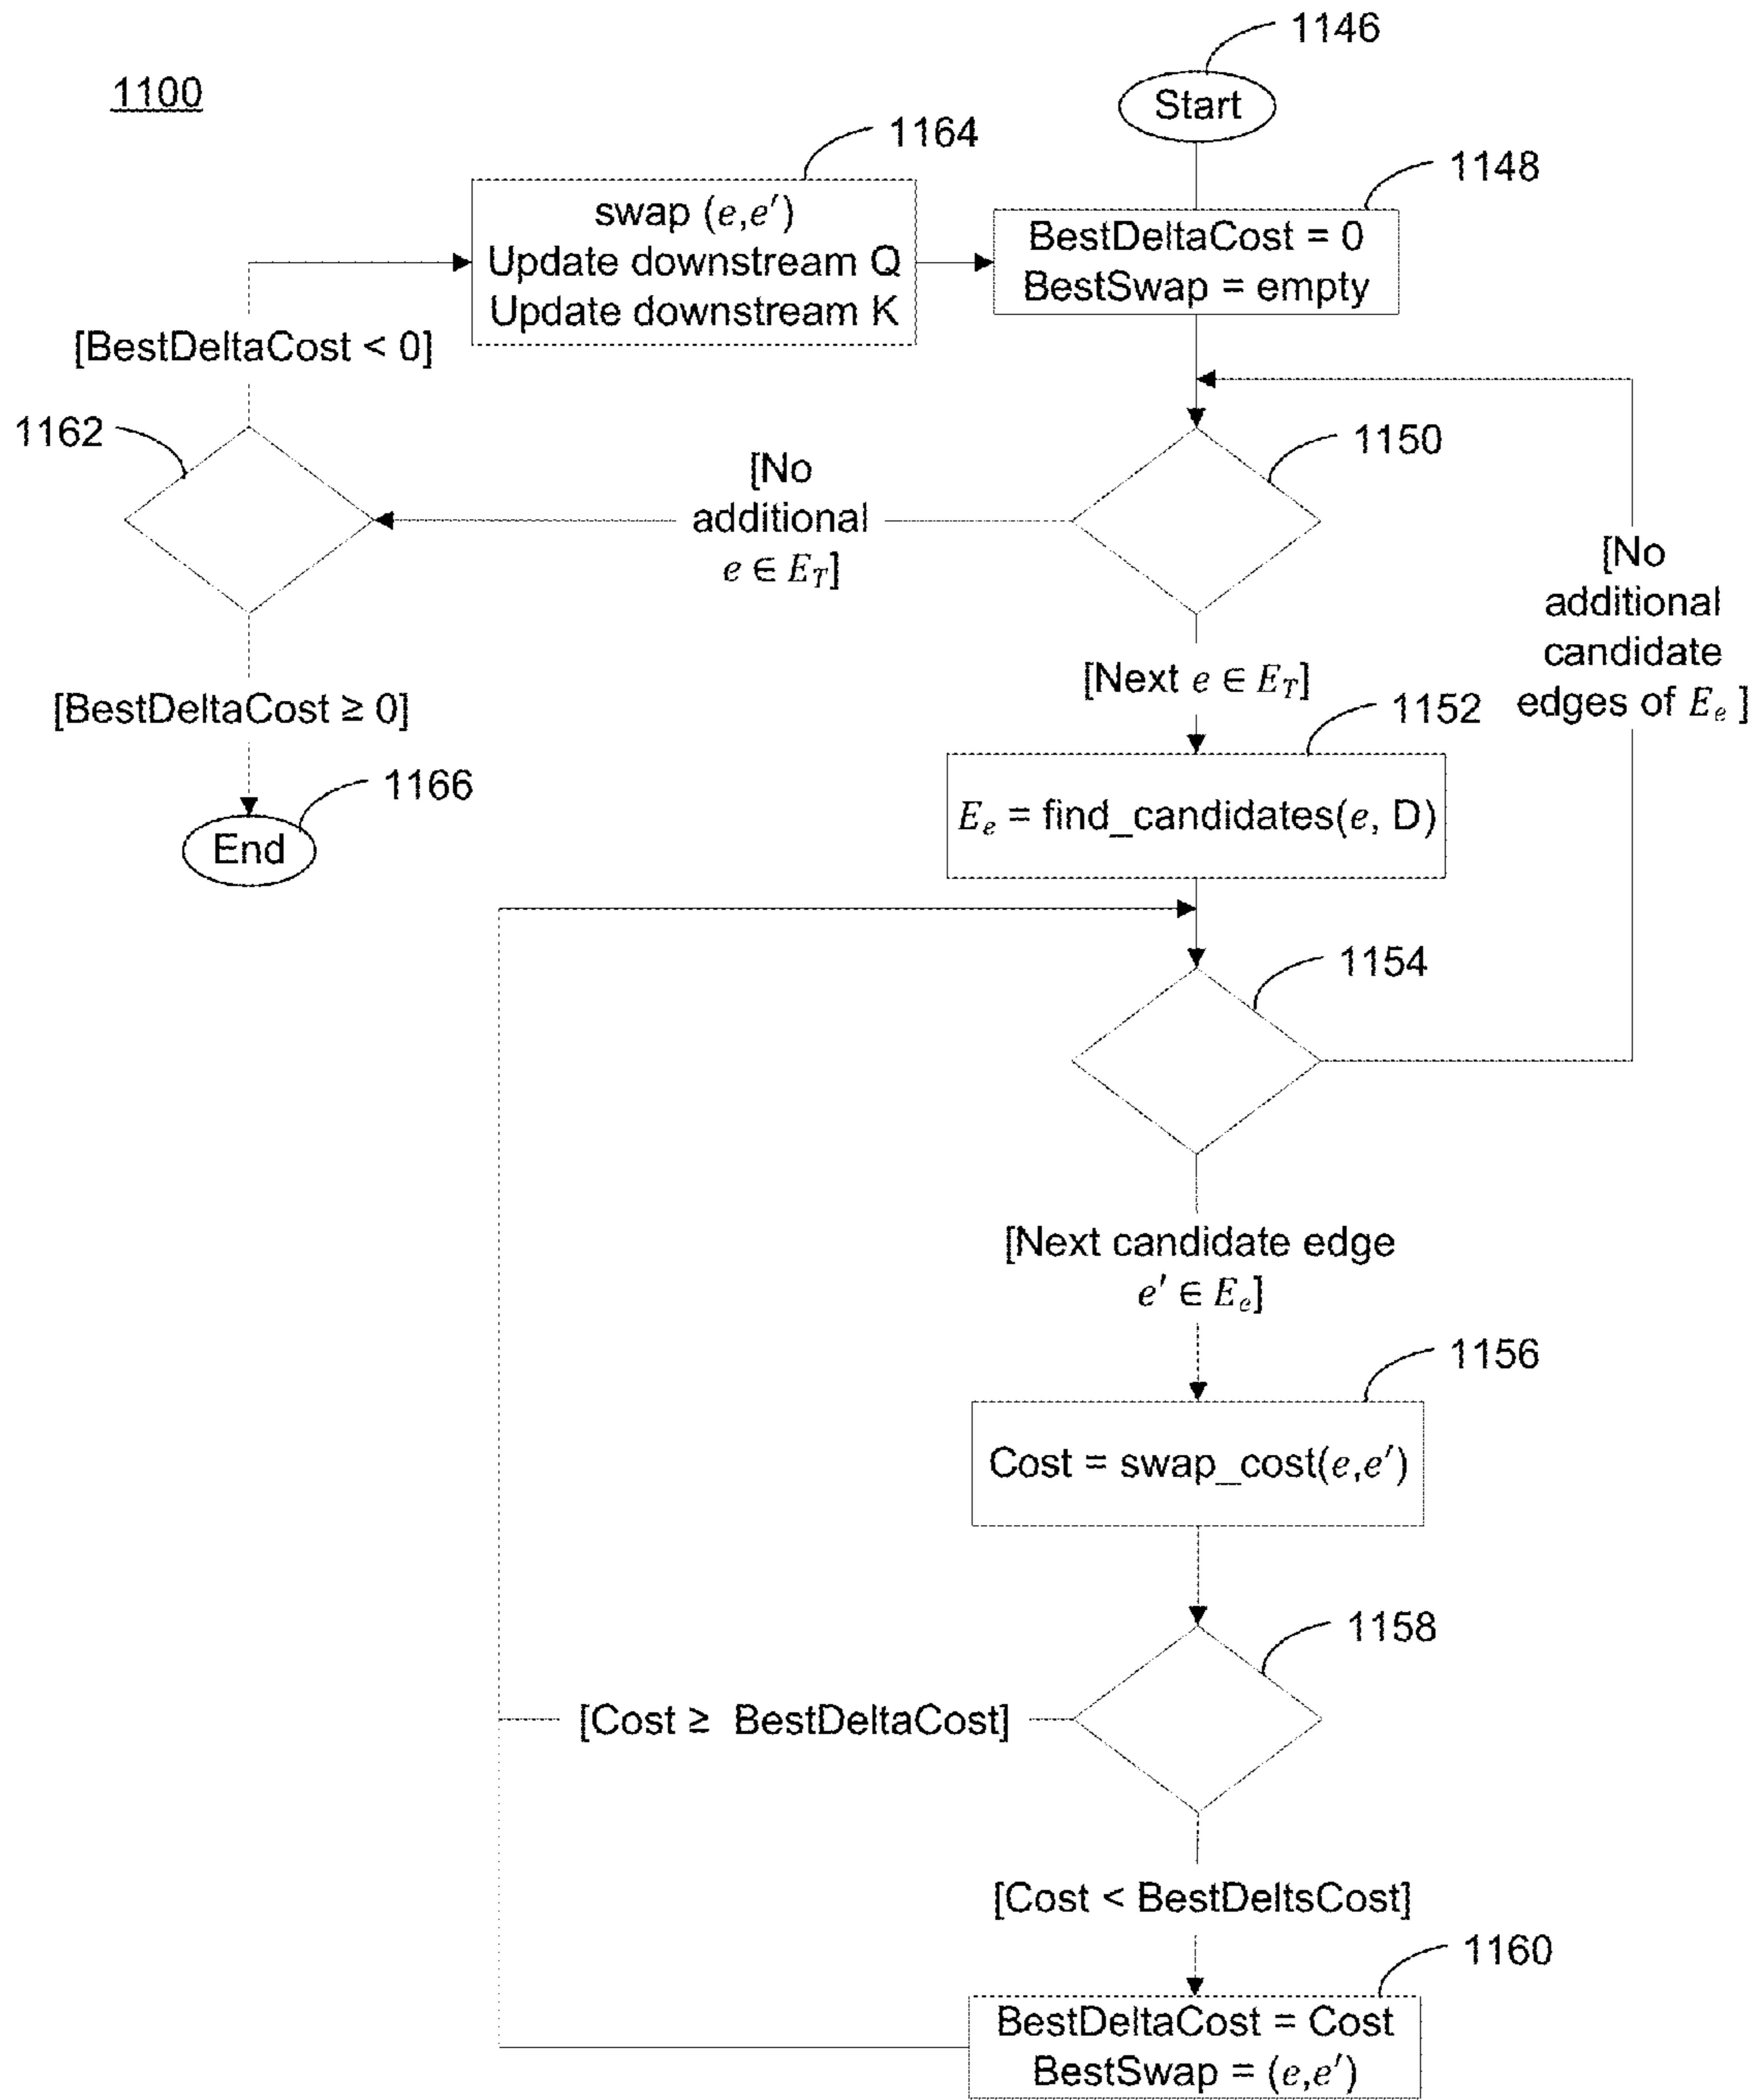 1146
1100
Start
1164
1148
swap (e,e′)
Update downstream Q
Update downstream K
BestDeltaCost = 0
BestSwap = empty
[BestDeltaCost < 0]
1162
1150
[No
additional
e ∈ E_T]
[No
additional
candidate
edges of E_e ]
[Next e ∈ E_T]
[BestDeltaCost ≥ 0]
1152
1166
End
E_e = find_candidates(e, D)
1154
[Next candidate edge
e′ ∈ E_e]
1156
Cost = swap_cost(e,e′)
1158
[Cost ≥ BestDeltaCost]
[Cost < BestDeltsCost]
1160
BestDeltaCost = Cost
BestSwap = (e,e′)